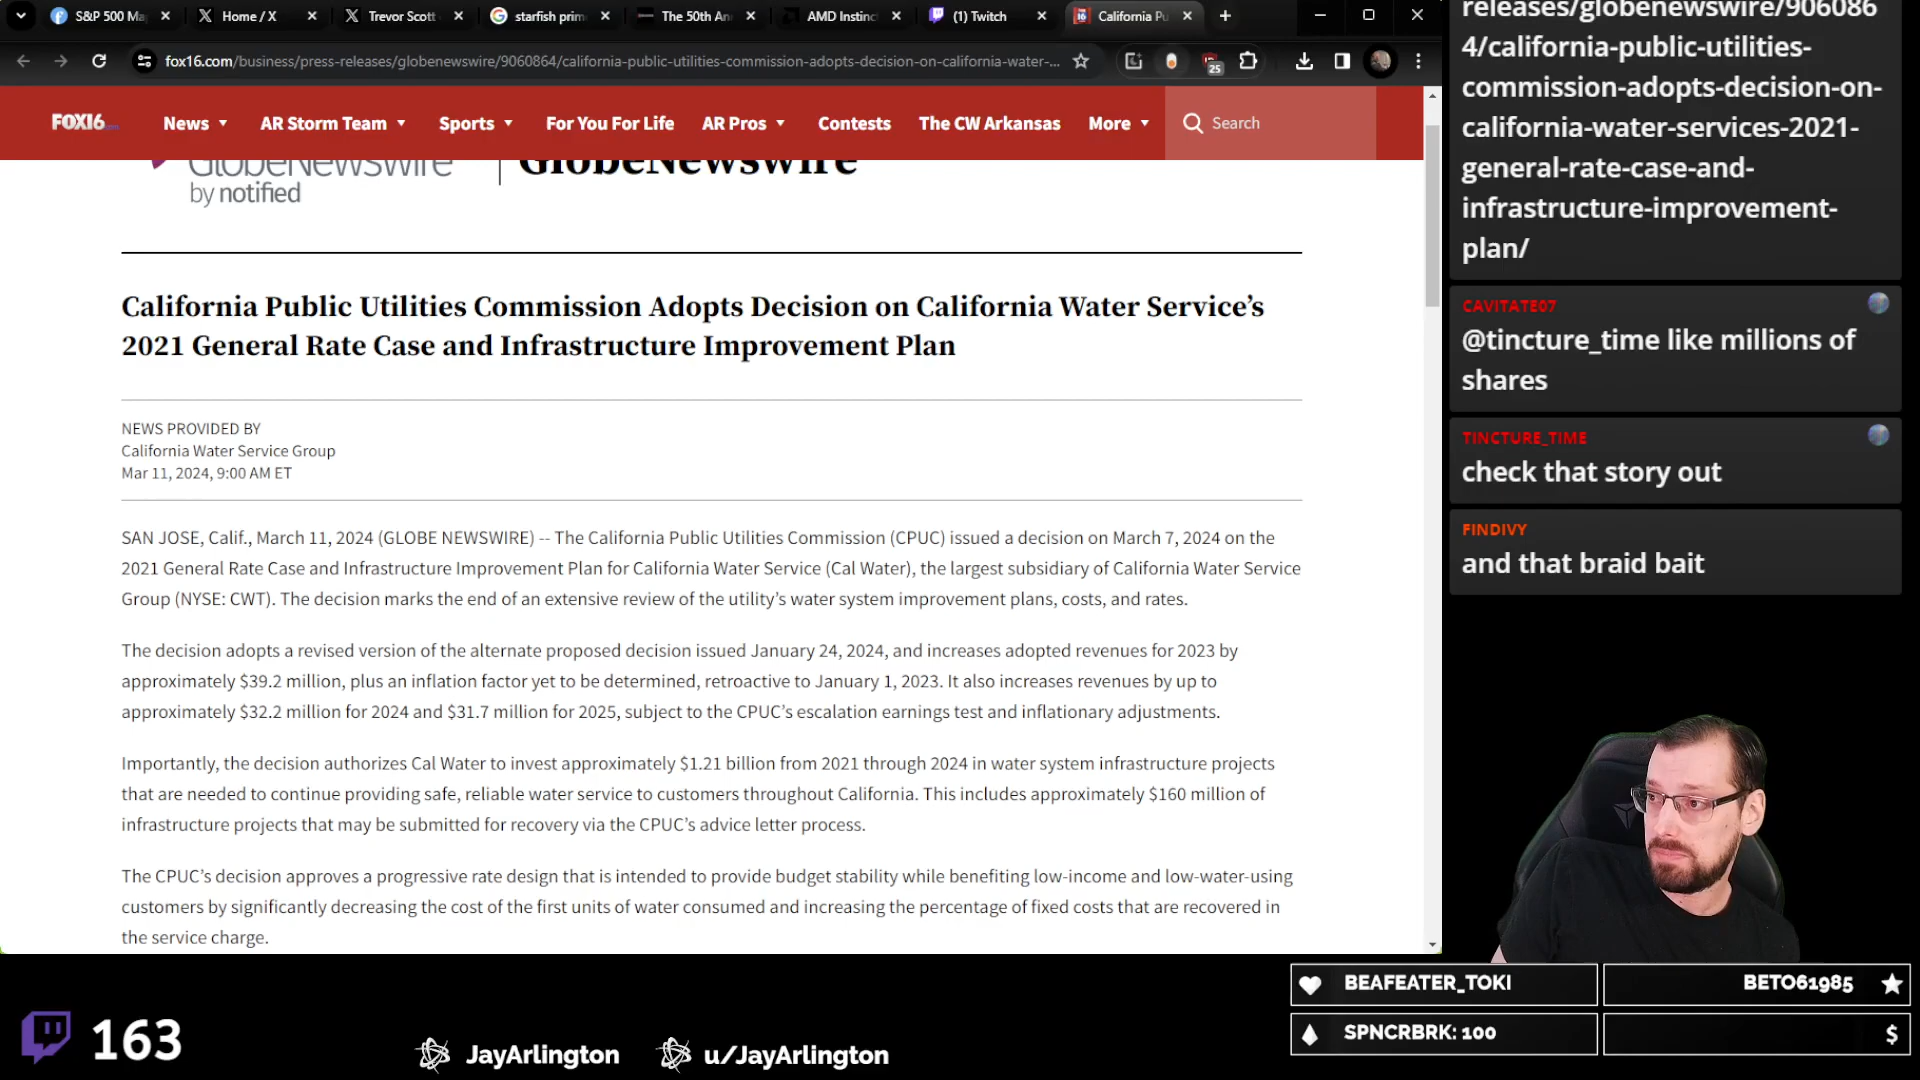 S&P 500 Ma
Home / X
Trevor Scott
starfish prim
The 50th An
AMD Instinc
(1) Twitch
California Pu
fox16.com/business/press-releases/globenewswire/9060864/california-public-utilities-commission-adopts-decision-on-california-water-...
25
FOX16
News
AR Storm Team
Sports
For You For Life
AR Pros
Contests
The CW Arkansas
More
Search
GlobeNewswire
by notified
GlobeNewswire
California Public Utilities Commission Adopts Decision on California Water Service's
2021 General Rate Case and Infrastructure Improvement Plan
NEWS PROVIDED BY
California Water Service Group
Mar 11, 2024, 9:00 AM ET
SAN JOSE, Calif., March 11, 2024 (GLOBE NEWSWIRE) -- The California Public Utilities Commission (CPUC) issued a decision on March 7, 2024 on the
2021 General Rate Case and Infrastructure Improvement Plan for California Water Service (Cal Water), the largest subsidiary of California Water Service
Group (NYSE: CWT). The decision marks the end of an extensive review of the utility's water system improvement plans, costs, and rates.
The decision adopts a revised version of the alternate proposed decision issued January 24, 2024, and increases adopted revenues for 2023 by
approximately $39.2 million, plus an inflation factor yet to be determined, retroactive to January 1, 2023. It also increases revenues by up to
approximately $32.2 million for 2024 and $31.7 million for 2025, subject to the CPUC's escalation earnings test and inflationary adjustments.
Importantly, the decision authorizes Cal Water to invest approximately $1.21 billion from 2021 through 2024 in water system infrastructure projects
that are needed to continue providing safe, reliable water service to customers throughout California. This includes approximately $160 million of
infrastructure projects that may be submitted for recovery via the CPUC's advice letter process.
The CPUC's decision approves a progressive rate design that is intended to provide budget stability while benefiting low-income and low-water-using
customers by significantly decreasing the cost of the first units of water consumed and increasing the percentage of fixed costs that are recovered in
the service charge.
releases/globenewswire/906086
4/california-public-utilities-
commission-adopts-decision-on-
california-water-services-2021-
general-rate-case-and-
infrastructure-improvement-
plan/
CAVITATE07
@tincture_time like millions of
shares
TINCTURE_TIME
check that story out
FINDIVY
and that braid bait
BEAFEATER_TOKI
BETO61985
SPNCRBRK: 100
$
163
JayArlington
u/JayArlington